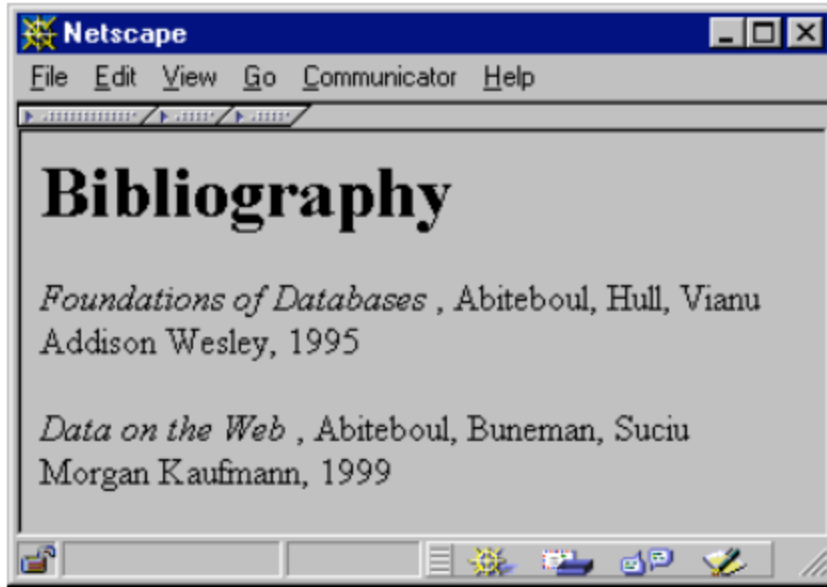 Netscape
File Edit View Go Communicator Help
Bibliography
Foundations of Databases , Abiteboul, Hull, Vianu
Addison Wesley, 1995
Data on the Web , Abiteboul, Buneman, Suciu
Morgan Kaufmann, 1999